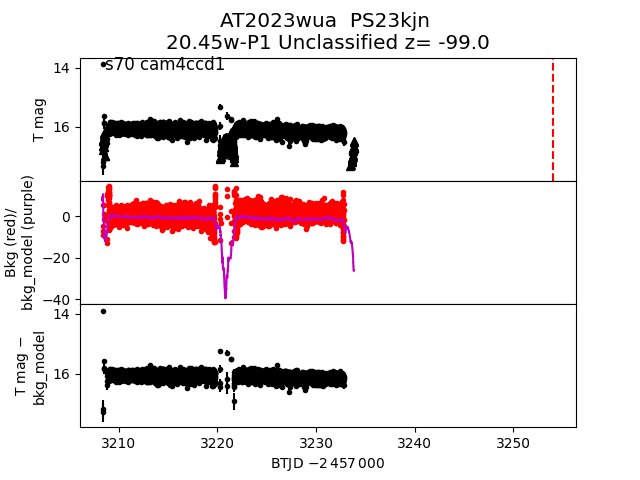 AT2023wua  PS23kjn
20.45w-P1 Unclassified z= -99.0
s70 cam4ccd1
14
16
T mag
0
−20
−40
Bkg (red)/
bkg_model (purple)
14
16
T mag −
bkg_model
3210
3220
3230
3240
3250
BTJD −2 457 000